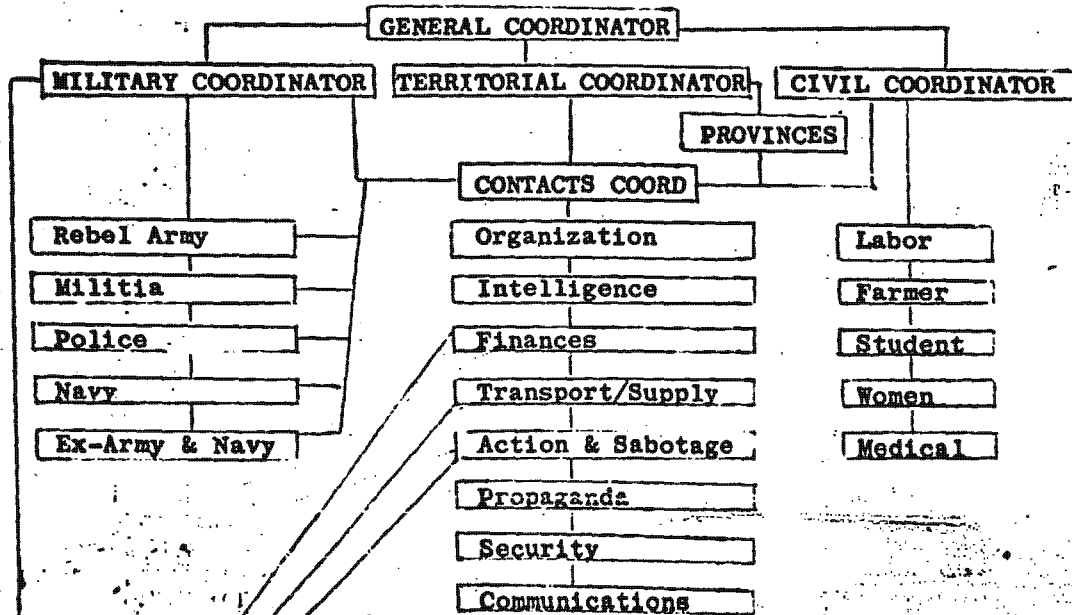 GENERAL COORDINATOR
MILITARY COORDINATOR TERRITORIAL COORDINATOR CIVIL COORDINATOR
PROVINCES
CONTACTS COORD
Rebel Army
Militia
Police
Navy
Ex-Army & Navy
Organization
Intelligence
Finances
Transport/Supply
Action & Sabotage
Propaganda
Security
Communications
Labor
Farmer
Student
Women
Medical